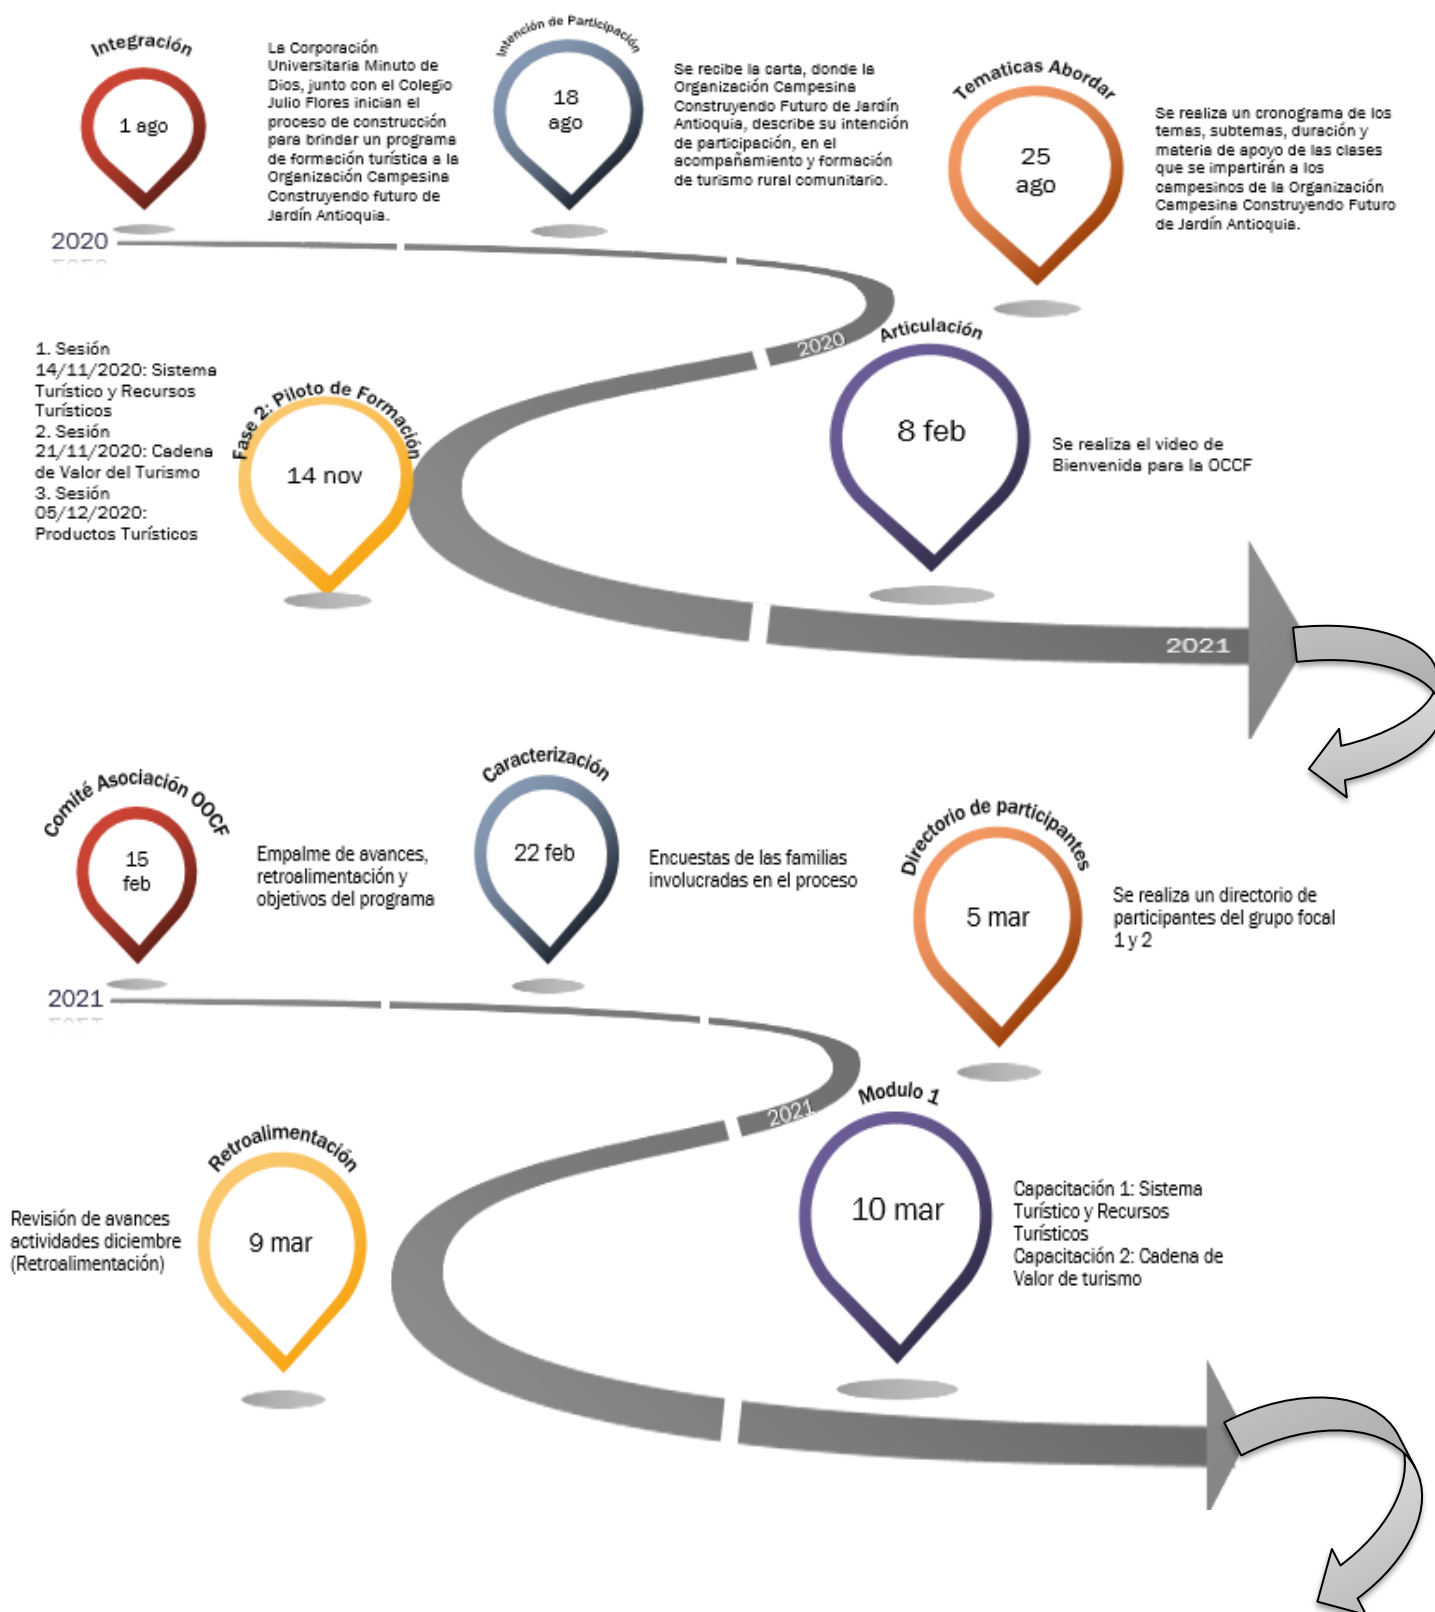 Integración
1 ago
La Corporación
Universitaria Minuto de
Dios, junto con el Colegio
Julio Flores inician el
proceso de construcción
para brindar un programa
de formación turística a la
Organización Campesina
Construyendo futuro de
Jardín Antioquia.
Intención de Participación
18
ago
Se recibe la carta, donde la
Organización Campesina
Construyendo Futuro de Jardín
Antioquia, describe su intención
de participación, en el
acompañamiento y formación
de turismo rural comunitario.
Tematicas Abordar
25
ago
Se realiza un cronograma de los
temas, subtemas, duración y
materia de apoyo de las clases
que se impartirán a los
campesinos de la Organización
Campesina Construyendo Futuro
de Jardín Antioquia.
2020
2020
1. Sesión
14/11/2020: Sistema
Turístico y Recursos
Turísticos
2. Sesión
21/11/2020: Cadena
de Valor del Turismo
3. Sesión
05/12/2020:
Productos Turísticos
Fase 2: Piloto de Formación
14 nov
Articulación
8 feb
Se realiza el video de
Bienvenida para la OCCF
2021
Comité Asociación OOCF
15
feb
Empalme de avances,
retroalimentación y
objetivos del programa
Caracterización
22 feb
Encuestas de las familias
involucradas en el proceso
Directorio de participantes
5 mar
Se realiza un directorio de
participantes del grupo focal
1 y 2
2021
2021
Retroalimentación
9 mar
Revisión de avances
actividades diciembre
(Retroalimentación)
Modulo 1
10 mar
Capacitación 1: Sistema
Turístico y Recursos
Turísticos
Capacitación 2: Cadena de
Valor de turismo